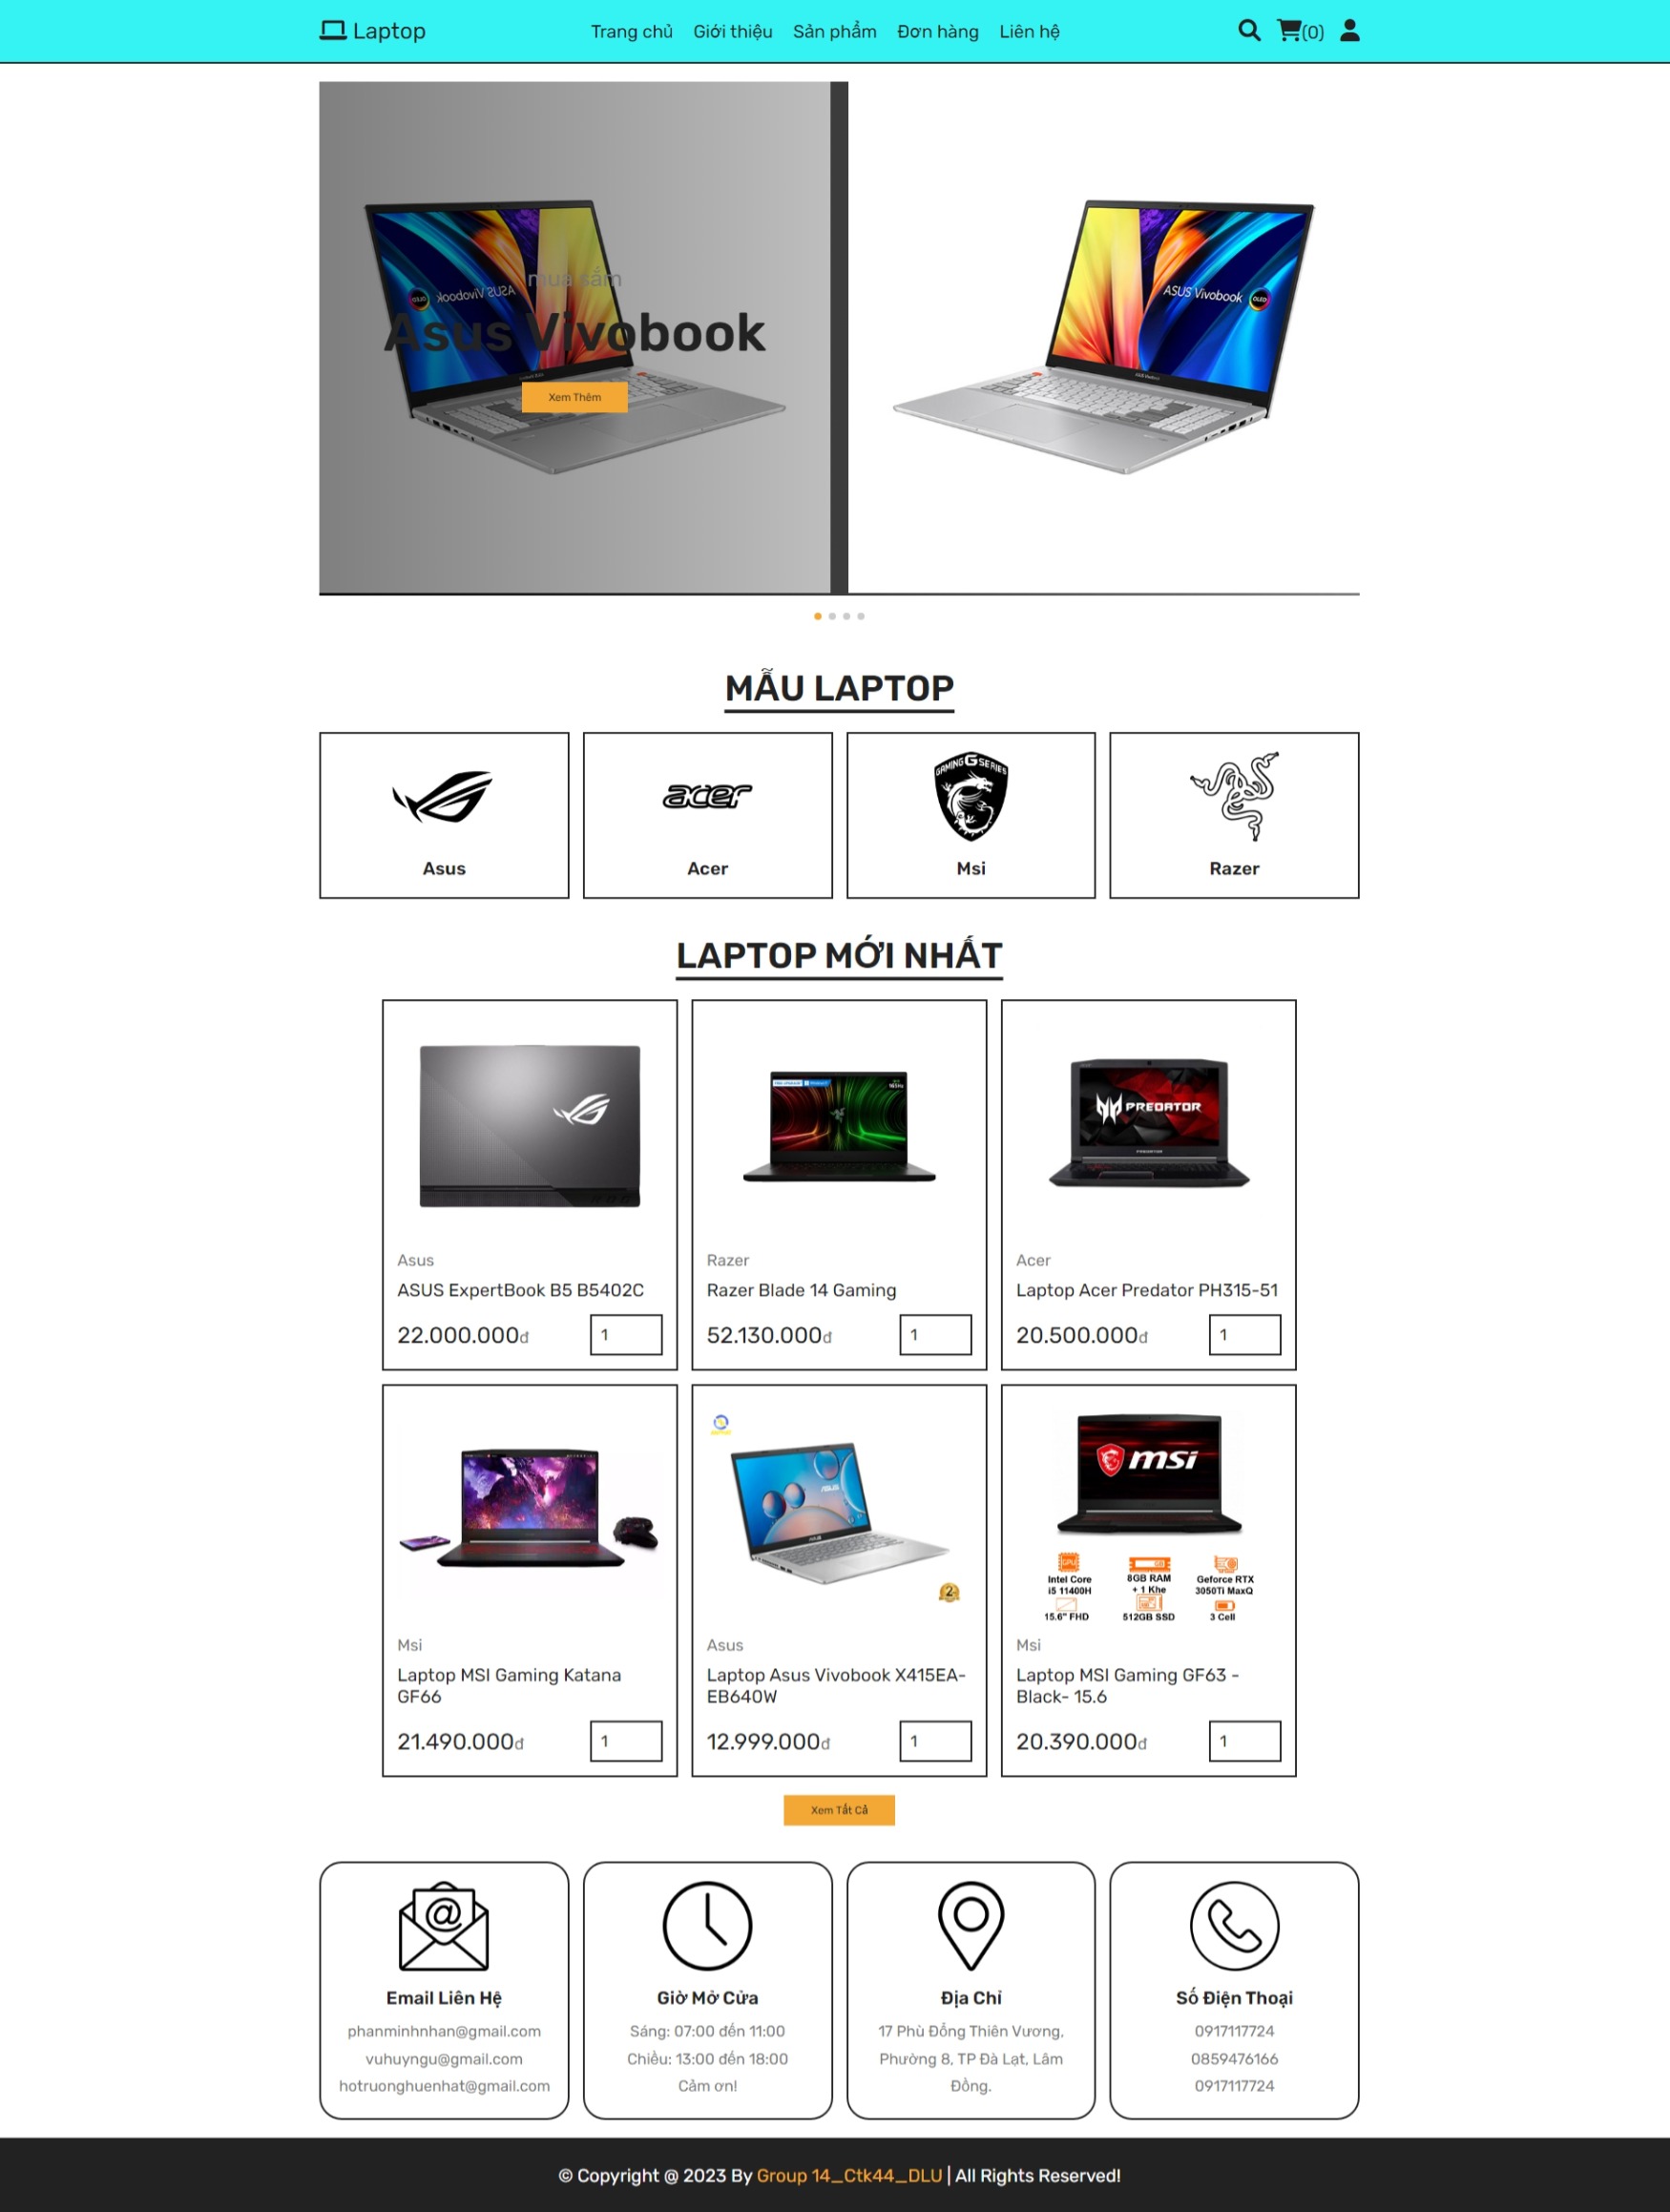 Laptop
Trang chủ Giới thiệu Sản phẩm Đơn hàng Liên hệ
(0)
mua sắm
Asus Vivobook
Xem Thêm
ASUS Vivobook
OLED
ASUS Vivobook
OLED
MẪU LAPTOP
Asus
acer
Acer
GAMING G SERIES
Msi
Razer
LAPTOP MỚI NHẤT
Asus
ASUS ExpertBook B5 B5402C
22.000.000đ
1
Razer
Razer Blade 14 Gaming
52.130.000đ
1
PREDATOR
PREDATOR
Acer
Laptop Acer Predator PH315-51
20.500.000đ
1
Msi
Laptop MSI Gaming Katana
GF66
21.490.000đ
1
ASUS
2
Asus
Laptop Asus Vivobook X415EA-
EB640W
12.999.000đ
1
msi
Intel Core
i5 11400H
8GB RAM
+ 1 Khe
Geforce RTX
3050Ti MaxQ
15.6" FHD
512GB SSD
3 Cell
Msi
Laptop MSI Gaming GF63 -
Black- 15.6
20.390.000đ
1
Xem Tất Cả
Email Liên Hệ
phanminhnhan@gmail.com
vuhuyngu@gmail.com
hotruonghuenhat@gmail.com
Giờ Mở Cửa
Sáng: 07:00 đến 11:00
Chiều: 13:00 đến 18:00
Cảm ơn!
Địa Chỉ
17 Phù Đổng Thiên Vương,
Phường 8, TP Đà Lạt, Lâm
Đồng.
Số Điện Thoại
0917117724
0859476166
0917117724
© Copyright @ 2023 By Group 14_Ctk44_DLU | All Rights Reserved!